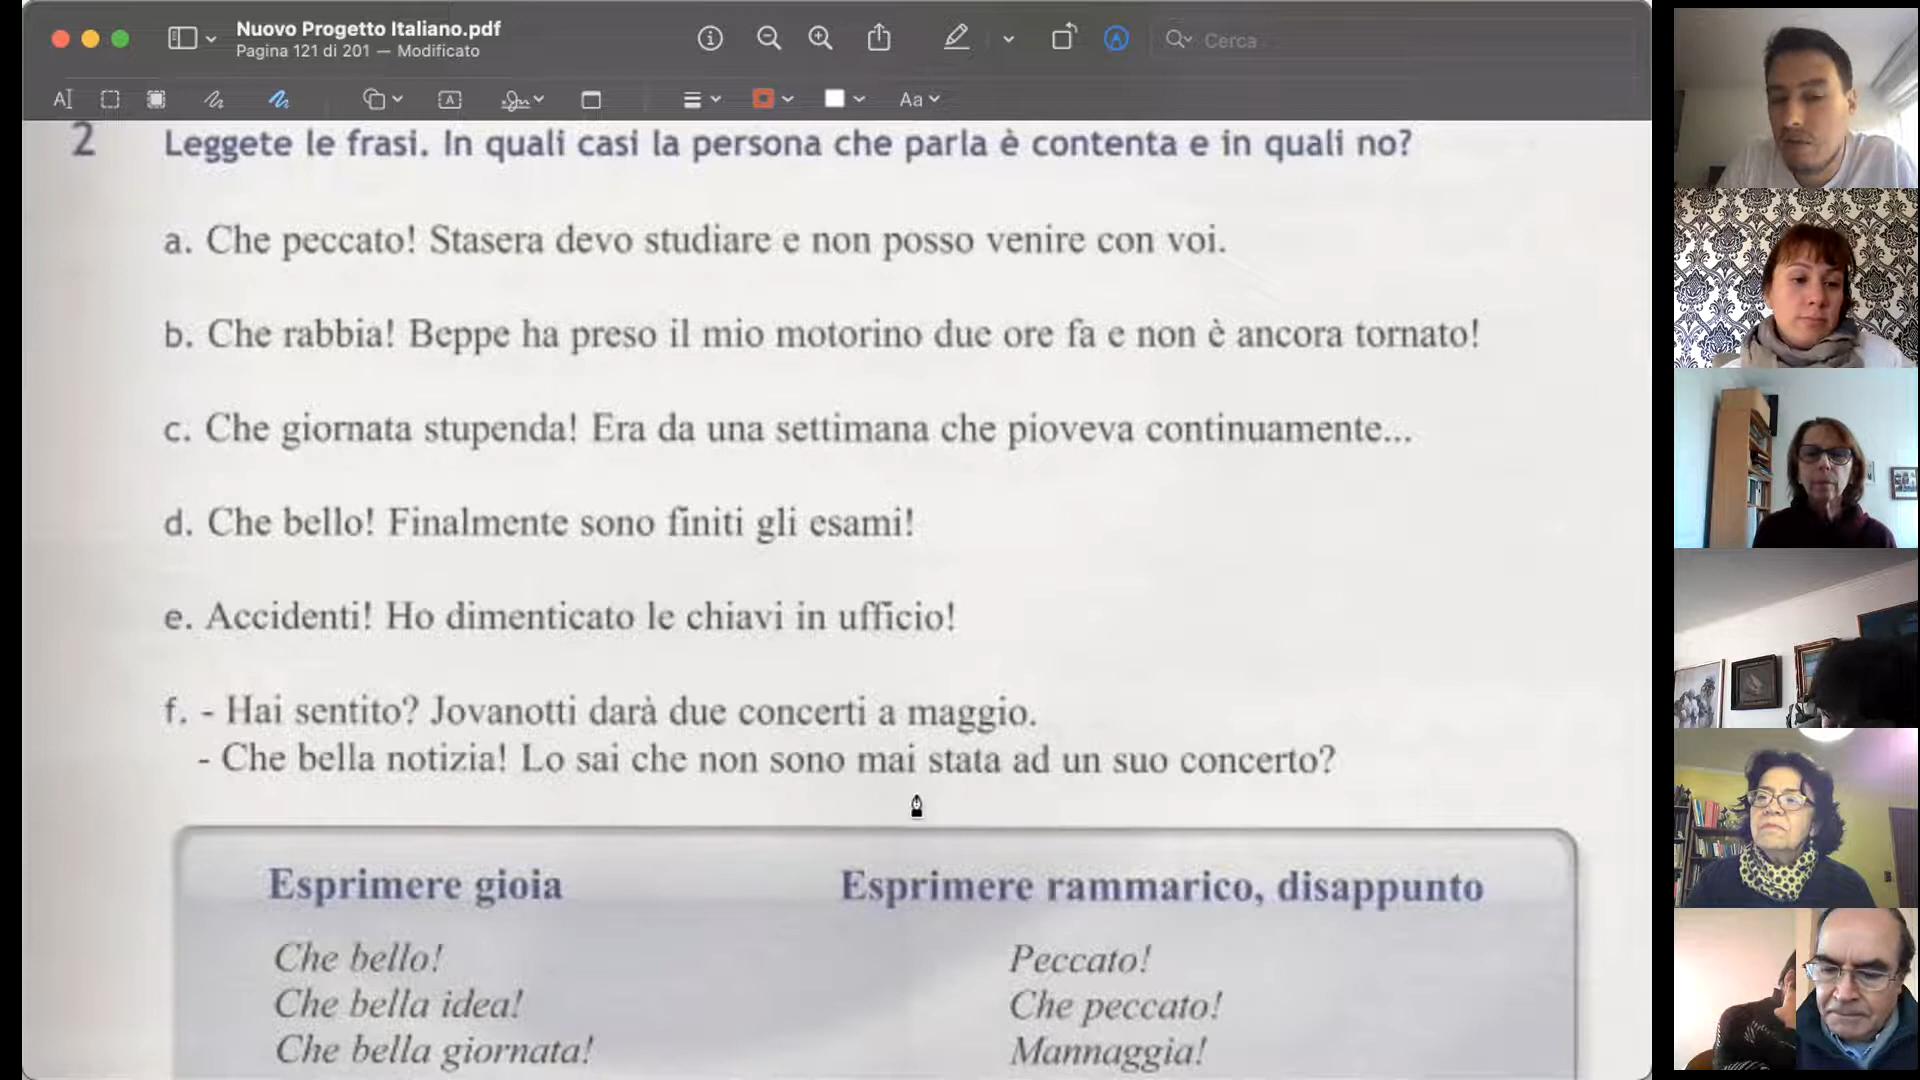 Nuovo Progetto Italiano.pdf
Pagina 121 di 201 — Modificato
Cerca
Aa
2 Leggete le frasi. In quali casi la persona che parla è contenta e in quali no?
a. Che peccato! Stasera devo studiare e non posso venire con voi.
b. Che rabbia! Beppe ha preso il mio motorino due ore fa e non è ancora tornato!
c. Che giornata stupenda! Era da una settimana che pioveva continuamente...
d. Che bello! Finalmente sono finiti gli esami!
e. Accidenti! Ho dimenticato le chiavi in ufficio!
f. - Hai sentito? Jovanotti darà due concerti a maggio.
- Che bella notizia! Lo sai che non sono mai stata ad un suo concerto?
Esprimere gioia
Che bello!
Che bella idea!
Che bella giornata!
Esprimere rammarico, disappunto
Peccato!
Che peccato!
Mannaggia!